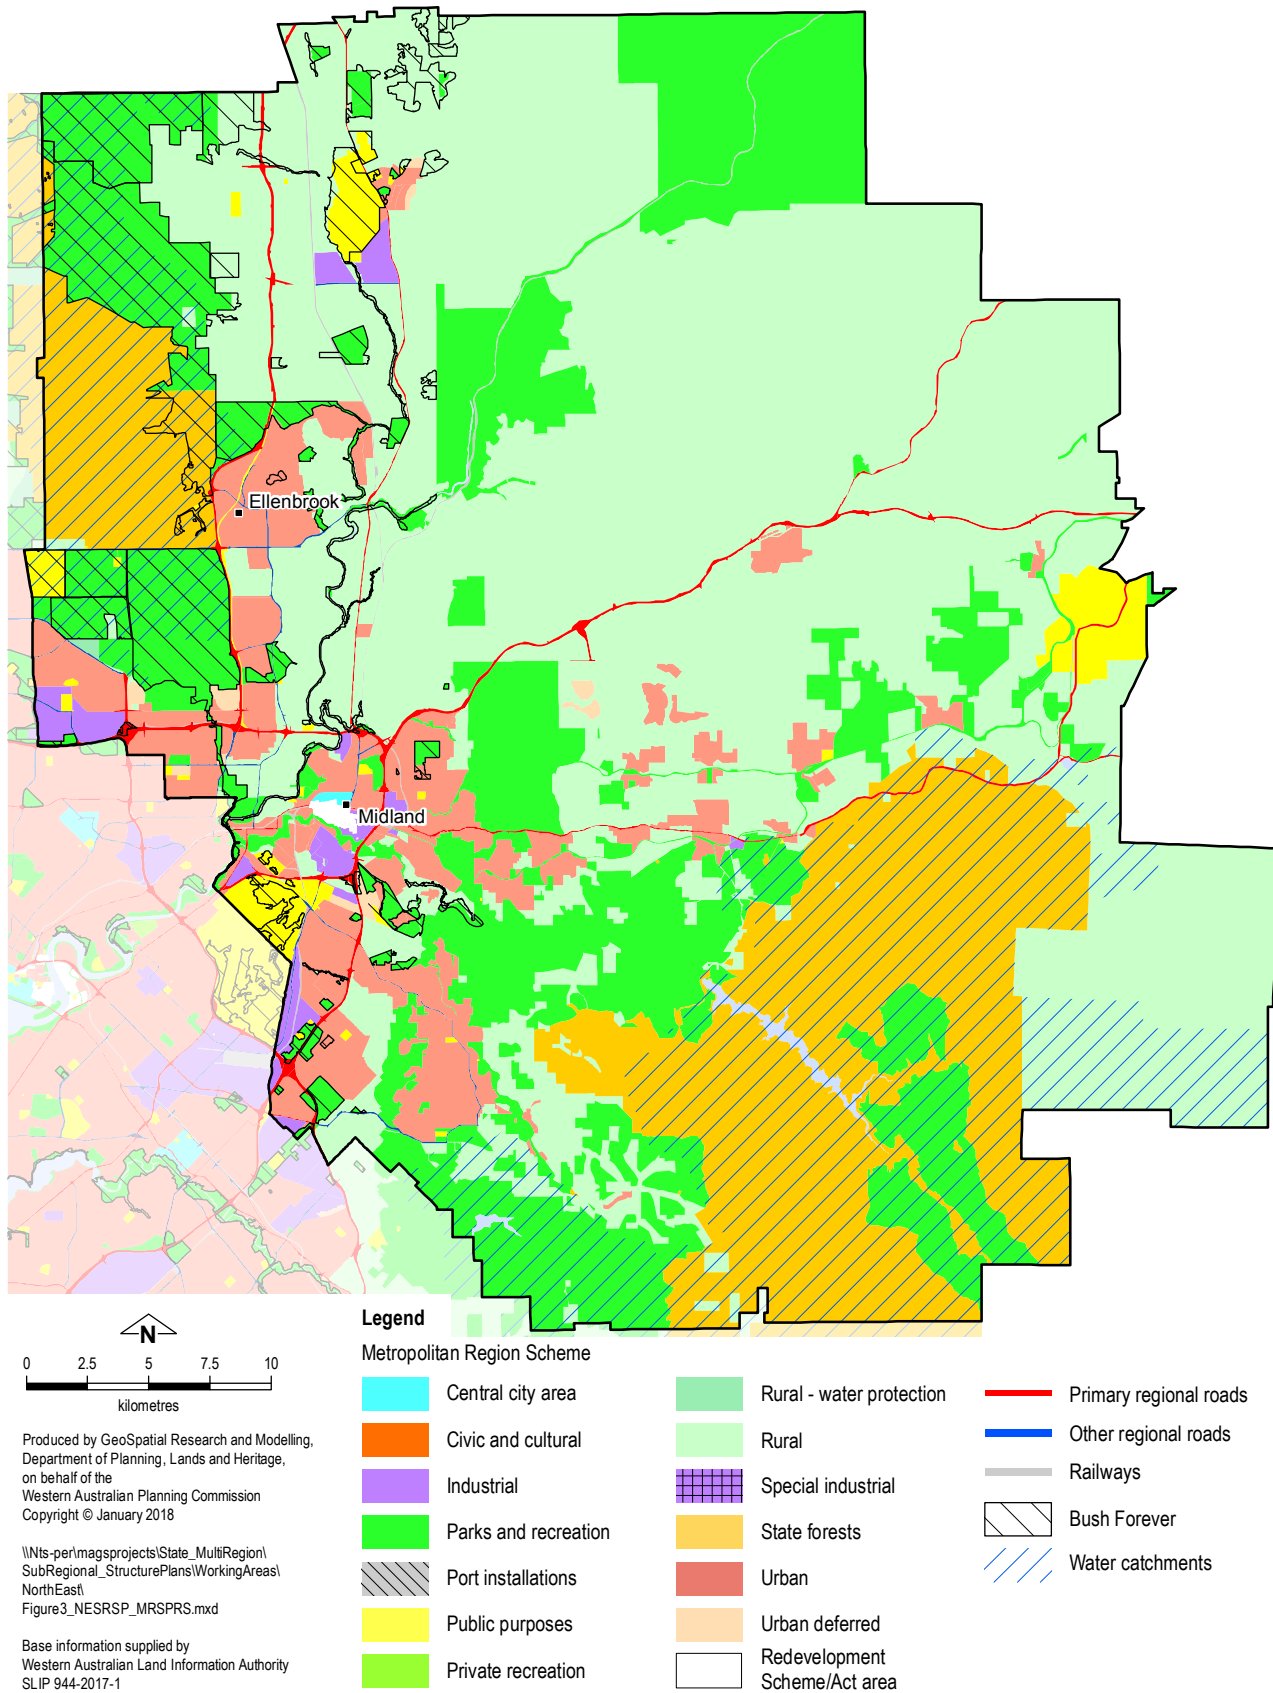 Ellenbrook
Midland
N
0 2.5 5 7.5 10
kilometres
Produced by GeoSpatial Research and Modelling,
Department of Planning, Lands and Heritage,
on behalf of the
Western Australian Planning Commission
Copyright © January 2018
\\Nts-per\magsprojects\State_MultiRegion\
SubRegional_StructurePlans\WorkingAreas\
NorthEast\
Figure3_NESRSP_MRSPRS.mxd
Base information supplied by
Western Australian Land Information Authority
SLIP 944-2017-1
Legend
Metropolitan Region Scheme
Central city area
Civic and cultural
Industrial
Parks and recreation
Port installations
Public purposes
Private recreation
Rural - water protection
Rural
Special industrial
State forests
Urban
Urban deferred
Redevelopment
Scheme/Act area
Primary regional roads
Other regional roads
Railways
Bush Forever
Water catchments